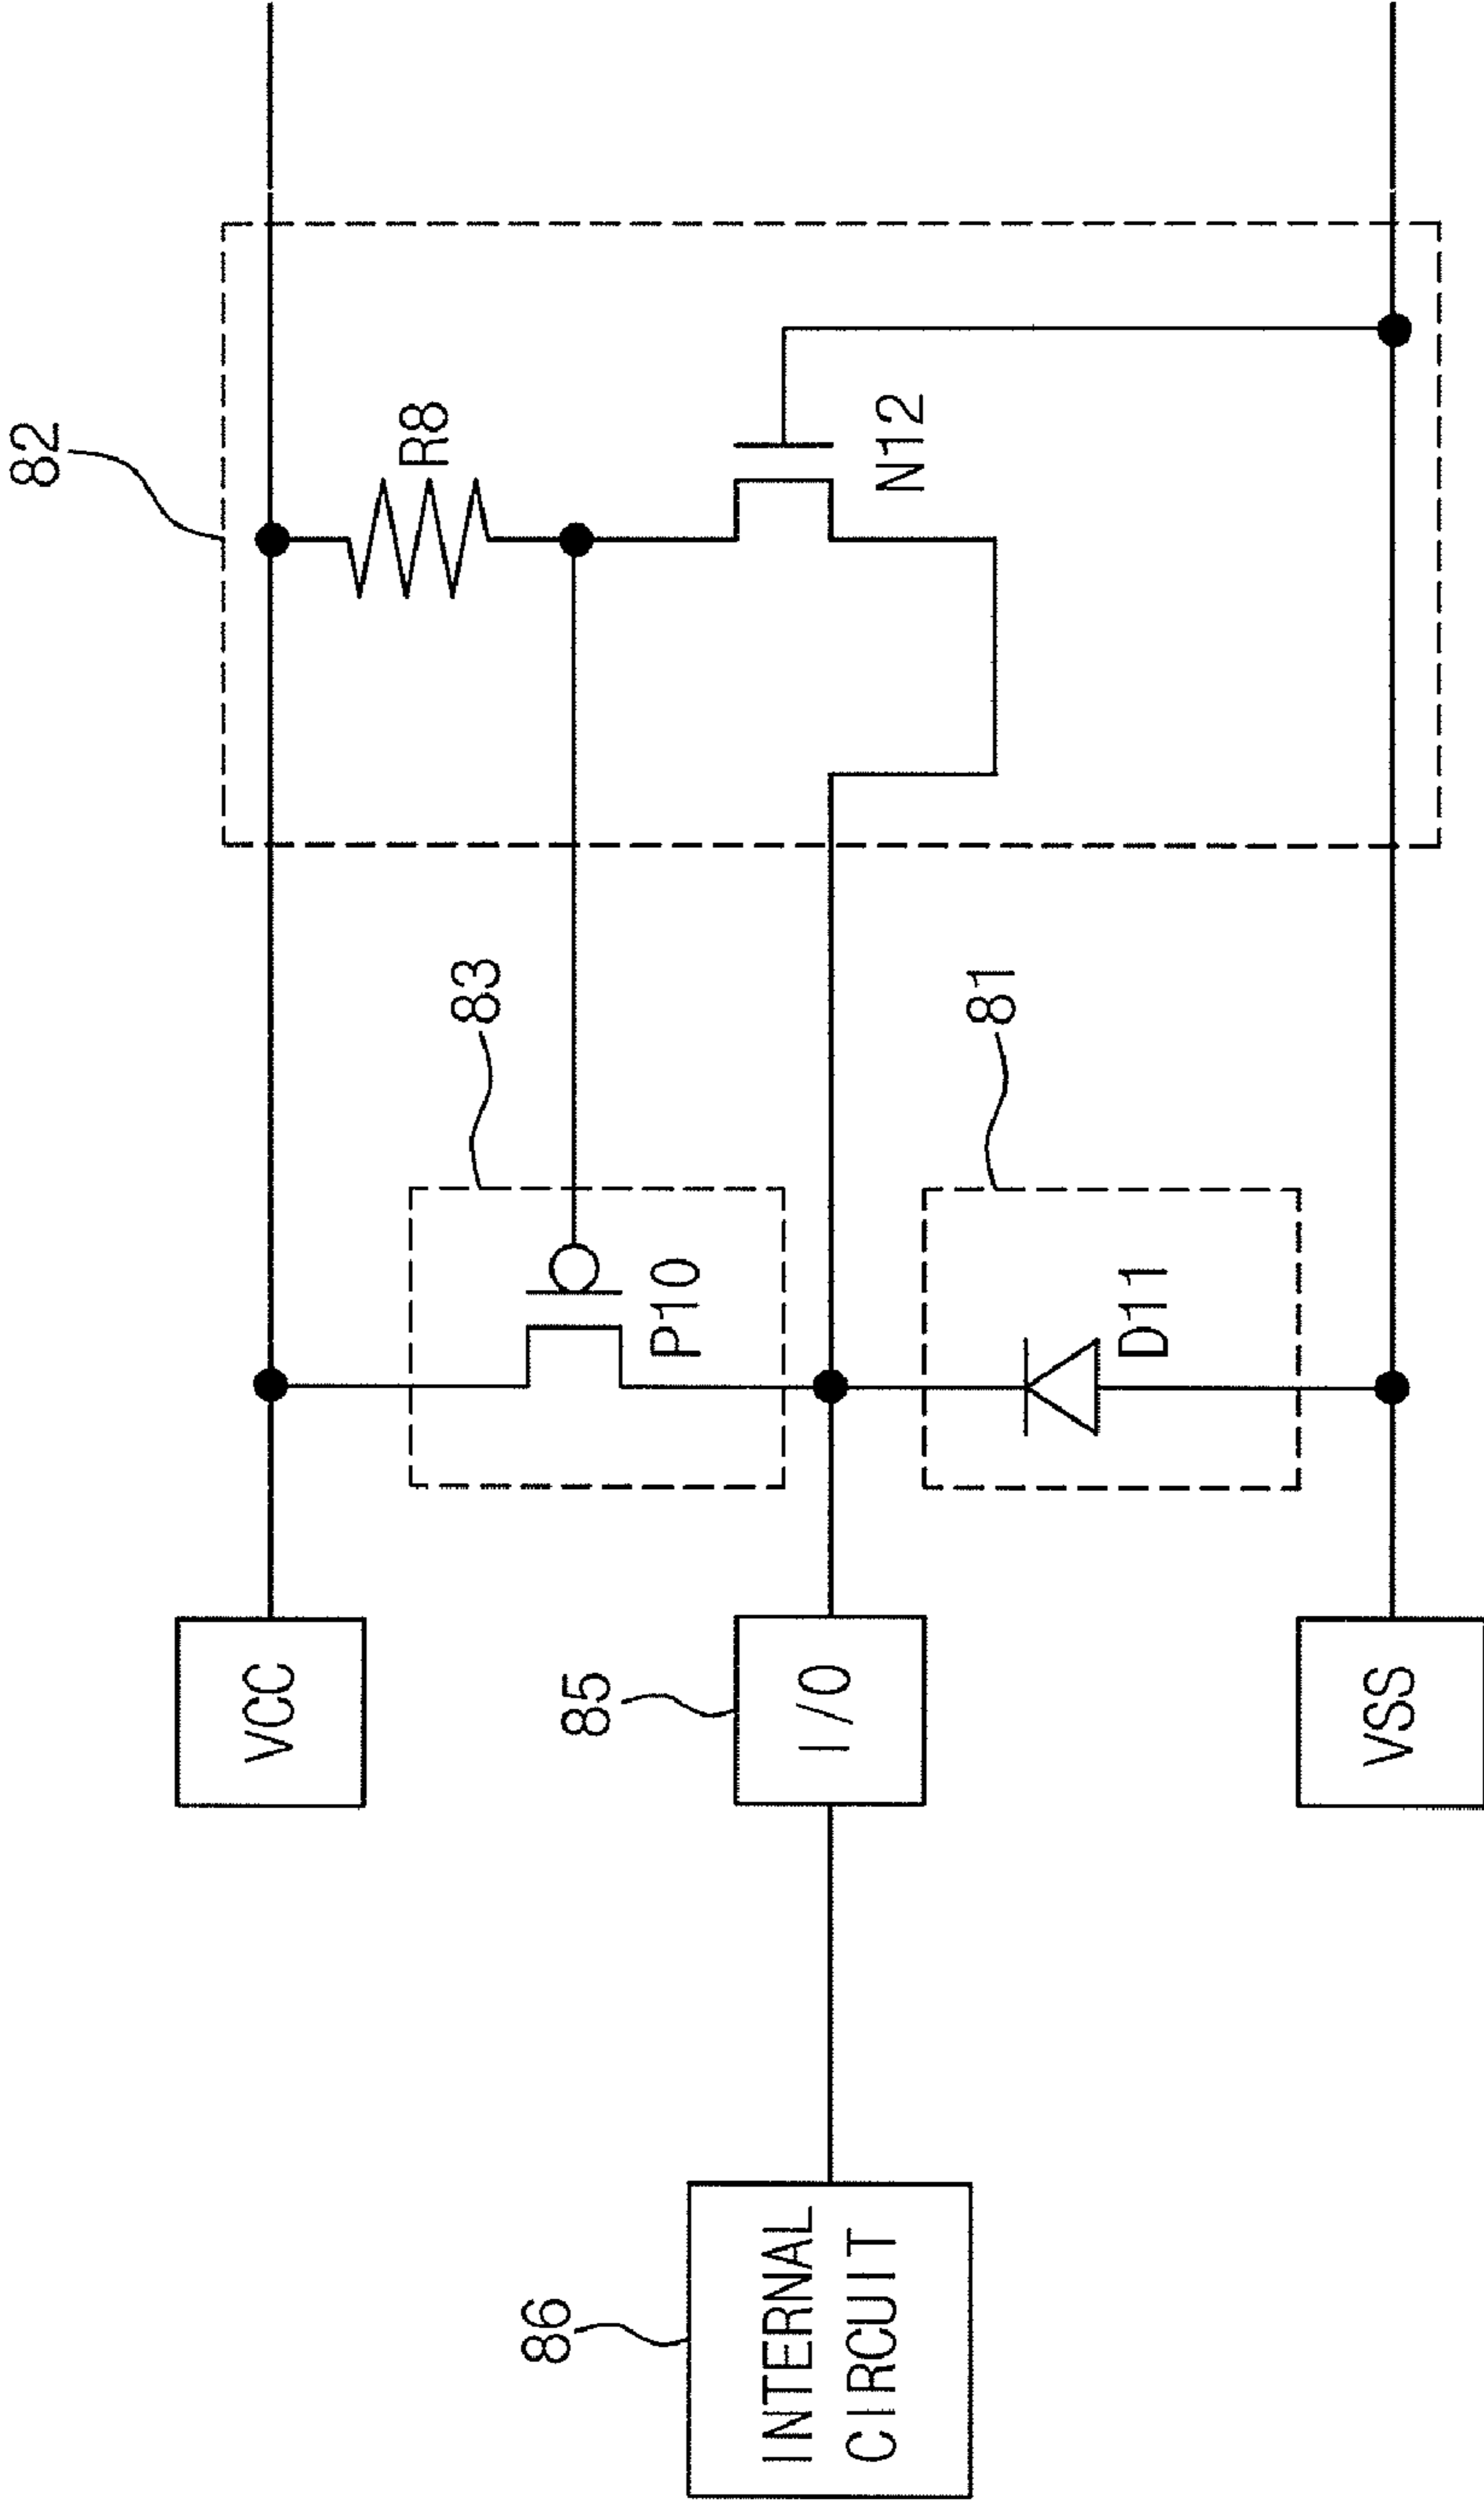 82
R8
N12
83
P10
81
D11
VCC
85
I/O
VSS
86
INTERNAL
CIRCUIT